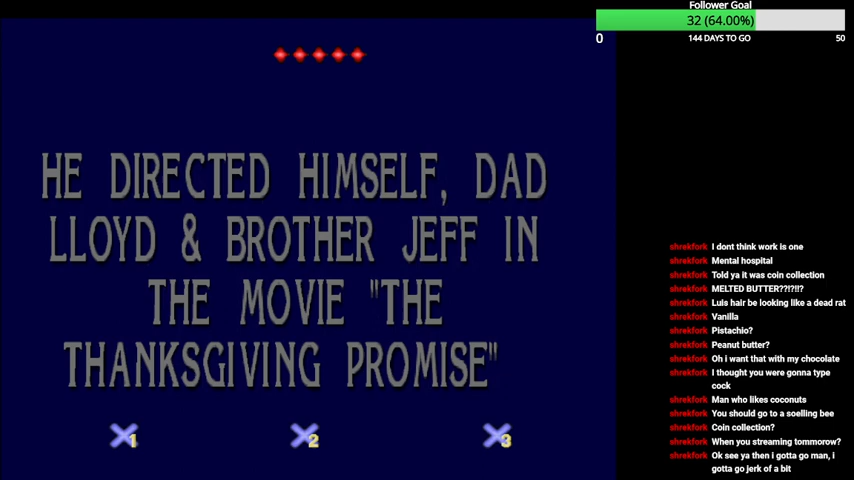 Follower Goal
32 (64.00%)
0
144 DAYS TO GO
50
HE DIRECTED HIMSELF, DAD
LLOYD & BROTHER JEFF IN
THE MOVIE "THE
THANKSGIVING PROMISE"
1
2
3
shrekfork I dont think work is one
shrekfork Mental hospital
shrekfork Told ya it was coin collection
shrekfork MELTED BUTTER??!?!!?
shrekfork Luis hair be looking like a dead rat
shrekfork Vanilla
shrekfork Pistachio?
shrekfork Peanut butter?
shrekfork Oh i want that with my chocolate
shrekfork I thought you were gonna type
cock
shrekfork Man who likes coconuts
shrekfork You should go to a soelling bee
shrekfork Coin collection?
shrekfork When you streaming tommorow?
shrekfork Ok see ya then i gotta go man, i
gotta go jerk of a bit